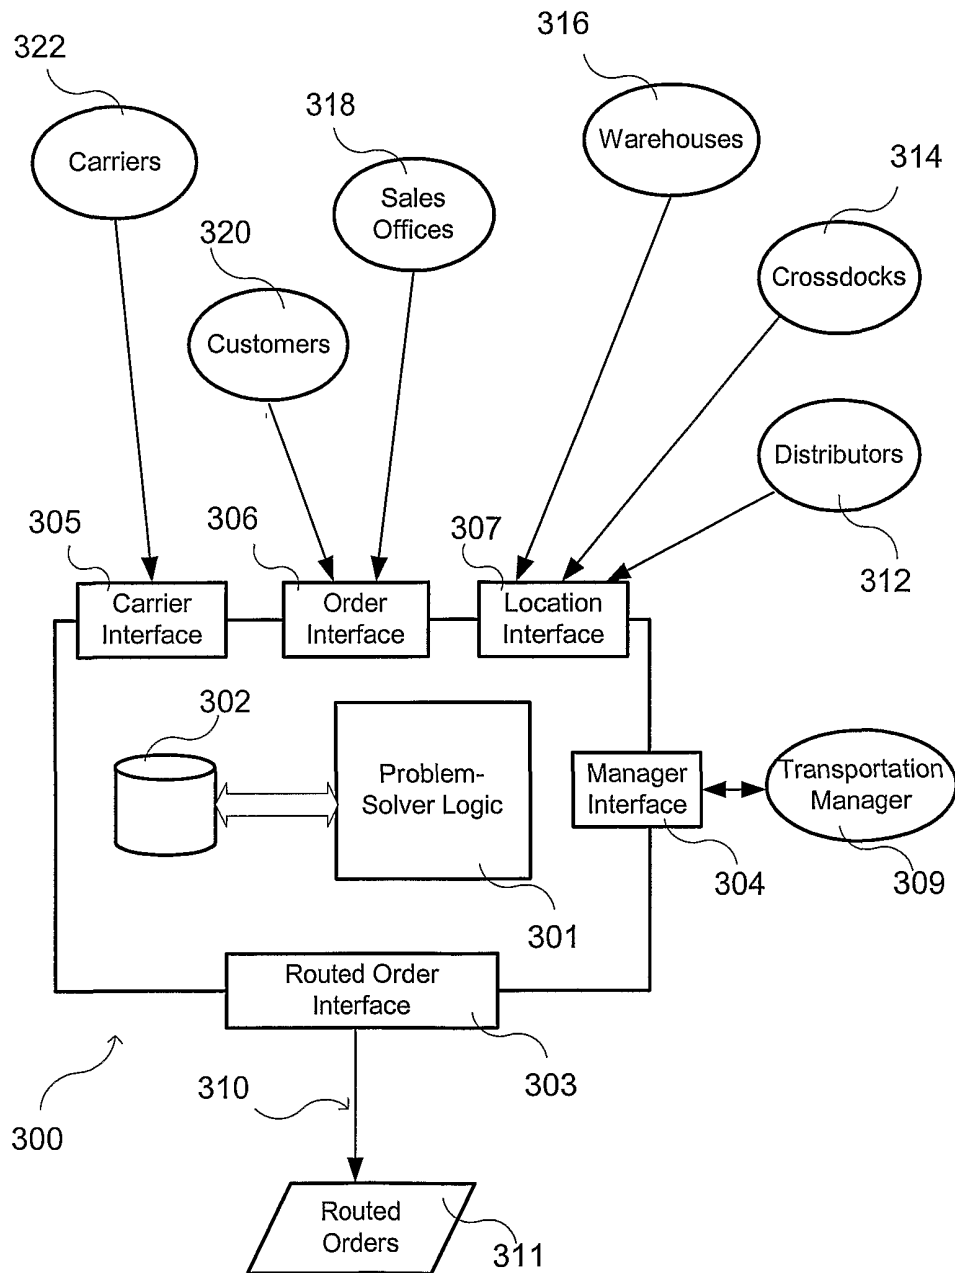 316
322
318
Warehouses
314
Carriers
Sales
Offices
320
Crossdocks
Customers
Distributors
305
306
307
312
Carrier
Interface
Order
Interface
Location
Interface
302
Problem-
Solver Logic
Manager
Interface
Transportation
Manager
304
309
301
Routed Order
Interface
303
310
300
Routed
Orders
311